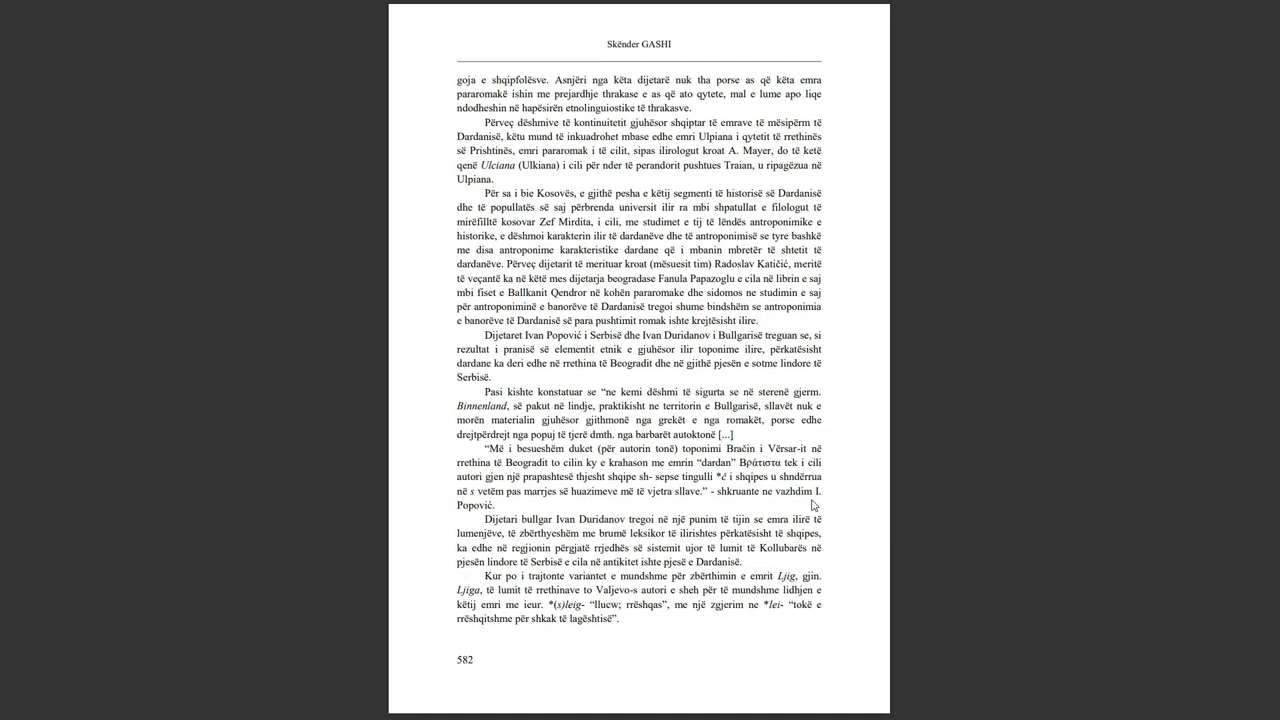 Skënder GASHI
goja e shqipfolësve. Asnjëri nga këta dijetarë nuk tha porse as që këta emra
pararomakë ishin me prejardhje thrakase e as që ato qytete, mal e lume apo liqe
ndodheshin në hapësirën etnolinguiostike të thrakasve.
Përveç dëshmive të kontinuitetit gjuhësor shqiptar të emrave të mësipërm të
Dardanisë, këtu mund të inkuadrohet mbase edhe emri Ulpiana i qytetit të rrethinës
së Prishtinës, emri pararomak i të cilit, sipas ilirologut kroat A. Mayer, do të ketë
qenë Ulciana (Ulkiana) i cili për nder të perandorit pushtues Traian, u ripagëzua në
Ulpiana.
Për sa i bie Kosovës, e gjithë pesha e këtij segmenti të historisë së Dardanisë
dhe të popullatës së saj përbrenda universit ilir ra mbi shpatullat e filologut të
mirëfilltë kosovar Zef Mirdita, i cili, me studimet e tij të lëndës antroponimike e
historike, e dëshmoi karakterin ilir të dardanëve dhe të antroponimisë se tyre bashkë
me disa antroponime karakteristike dardane që i mbanin mbretër të shtetit të
dardanëve. Përveç dijetarit të merituar kroat (mësuesit tim) Radoslav Katičić, meritë
të veçantë ka në këtë mes dijetarja beogradase Fanula Papazoglu e cila në librin e saj
mbi fiset e Ballkanit Qendror në kohën pararomake dhe sidomos ne studimin e saj
për antroponiminë e banorëve të Dardanisë tregoi shume bindshëm se antroponimia
e banorëve të Dardanisë së para pushtimit romak ishte krejtësisht ilire.
Dijetaret Ivan Popović i Serbisë dhe Ivan Duridanov i Bullgarisë treguan se, si
rezultat i pranisë së elementit etnik e gjuhësor ilir toponime ilire, përkatësisht
dardane ka deri edhe në rrethina të Beogradit dhe në gjithë pjesën e sotme lindore të
Serbisë.
Pasi kishte konstatuar se “ne kemi dëshmi të sigurta se në sterenë gjerm.
Binnenland, së pakut në lindje, praktikisht ne territorin e Bullgarisë, sllavët nuk e
morën materialin gjuhësor gjithmonë nga grekët e nga romakët, porse edhe
drejtpërdrejt nga popuj të tjerë dmth. nga barbarët autoktonë [...]
“Më i besueshëm duket (për autorin tonë) toponimi Bračin i Vërsar-it në
rrethina të Beogradit to cilin ky e krahason me emrin “dardan” Βράτιστα tek i cili
autori gjen një prapashtesë thjesht shqipe sh- sepse tingulli *č i shqipes u shndërrua
në s vetëm pas marrjes së huazimeve më të vjetra sllave.” - shkruante ne vazhdim I.
Popović.
Dijetari bullgar Ivan Duridanov tregoi në një punim të tijin se emra ilirë të
lumenjëve, të zbërthyeshëm me brumë leksikor të ilirishtes përkatësisht të shqipes,
ka edhe në regjionin përgjatë rrjedhës së sistemit ujor të lumit të Kollubarës në
pjesën lindore të Serbisë e cila në antikitet ishte pjesë e Dardanisë.
Kur po i trajtonte variantet e mundshme për zbërthimin e emrit Ljig, gjin.
Ljiga, të lumit të rrethinave to Valjevo-s autori e sheh për të mundshme lidhjen e
këtij emri me ieur. *(s)leig- “llucw; rrëshqas”, me një zgjerim ne *lei- “tokë e
rrëshqitshme për shkak të lagështisë”.
582